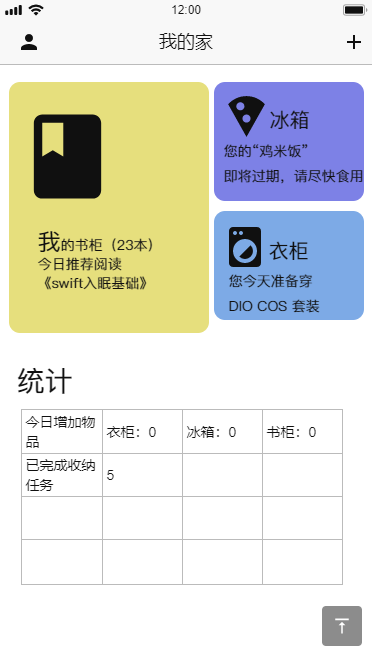 12:00
我的家
我的书柜（23本）
今日推荐阅读
《swift入眠基础》
冰箱
您的“鸡米饭”
即将过期，请尽快食用
衣柜
您今天准备穿
DIO COS 套装
统计
今日增加物
品
衣柜：0
冰箱：0
书柜：0
已完成收纳
任务
5